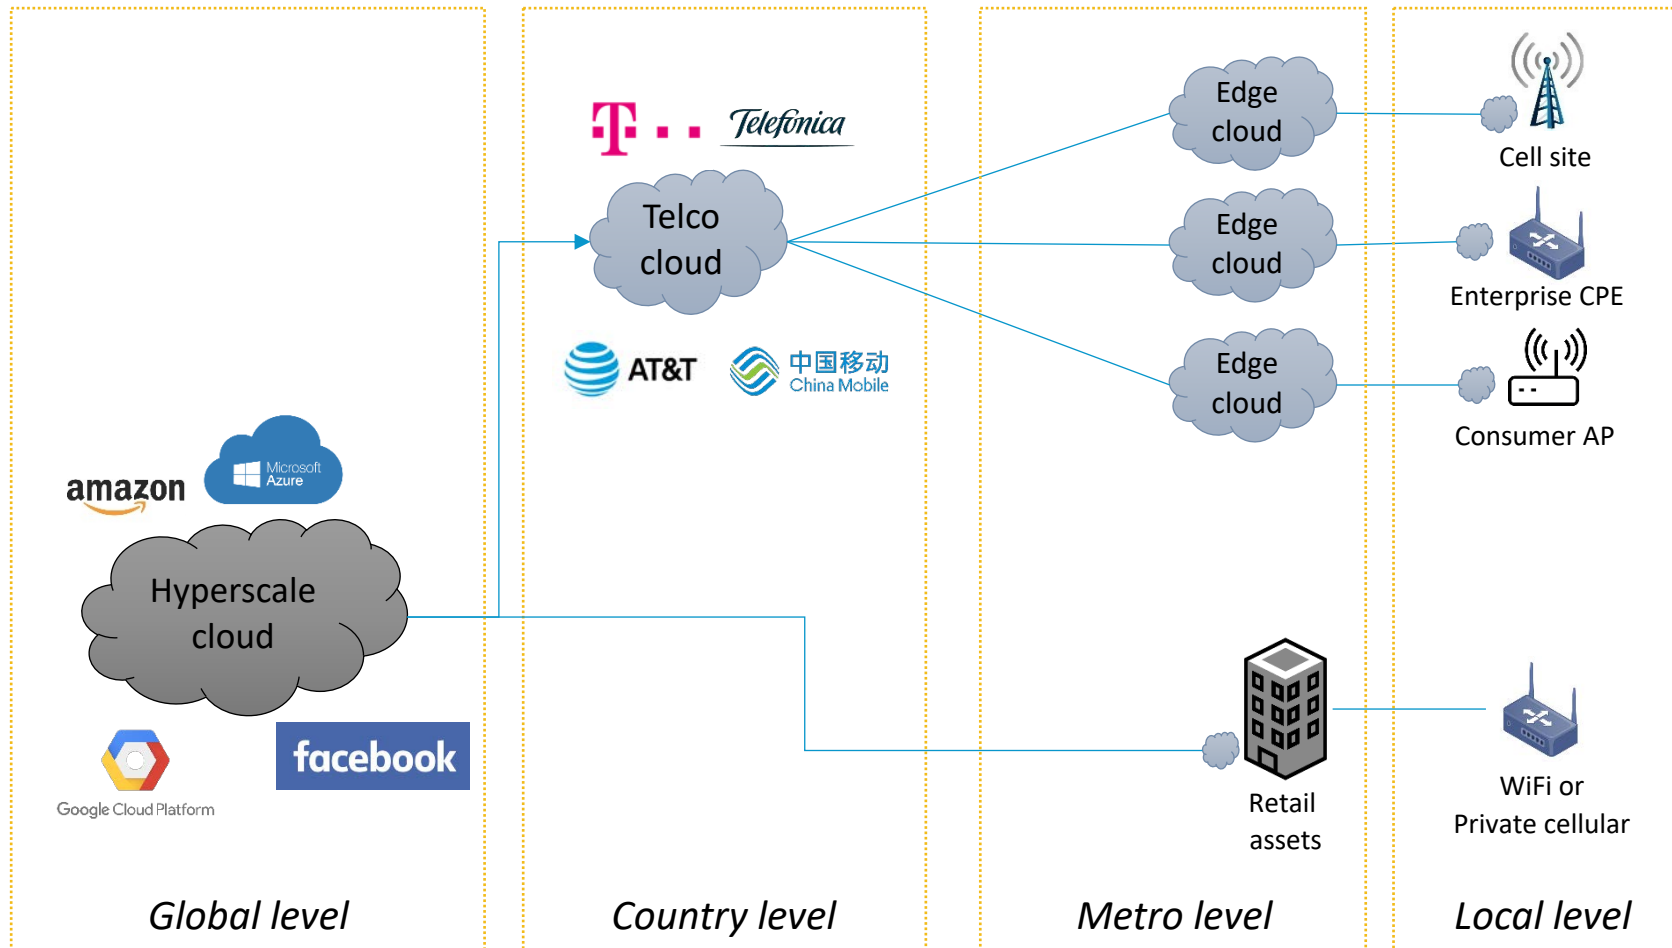 T
Telefónica
Telco
cloud
AT&T
中国移动
China Mobile
Edge
cloud
Edge
cloud
Edge
cloud
Cell site
Enterprise CPE
Consumer AP
amazon
Microsoft
Azure
Hyperscale
cloud
Google Cloud Platform
facebook
Retail
assets
WiFi or
Private cellular
Global level
Country level
Metro level
Local level